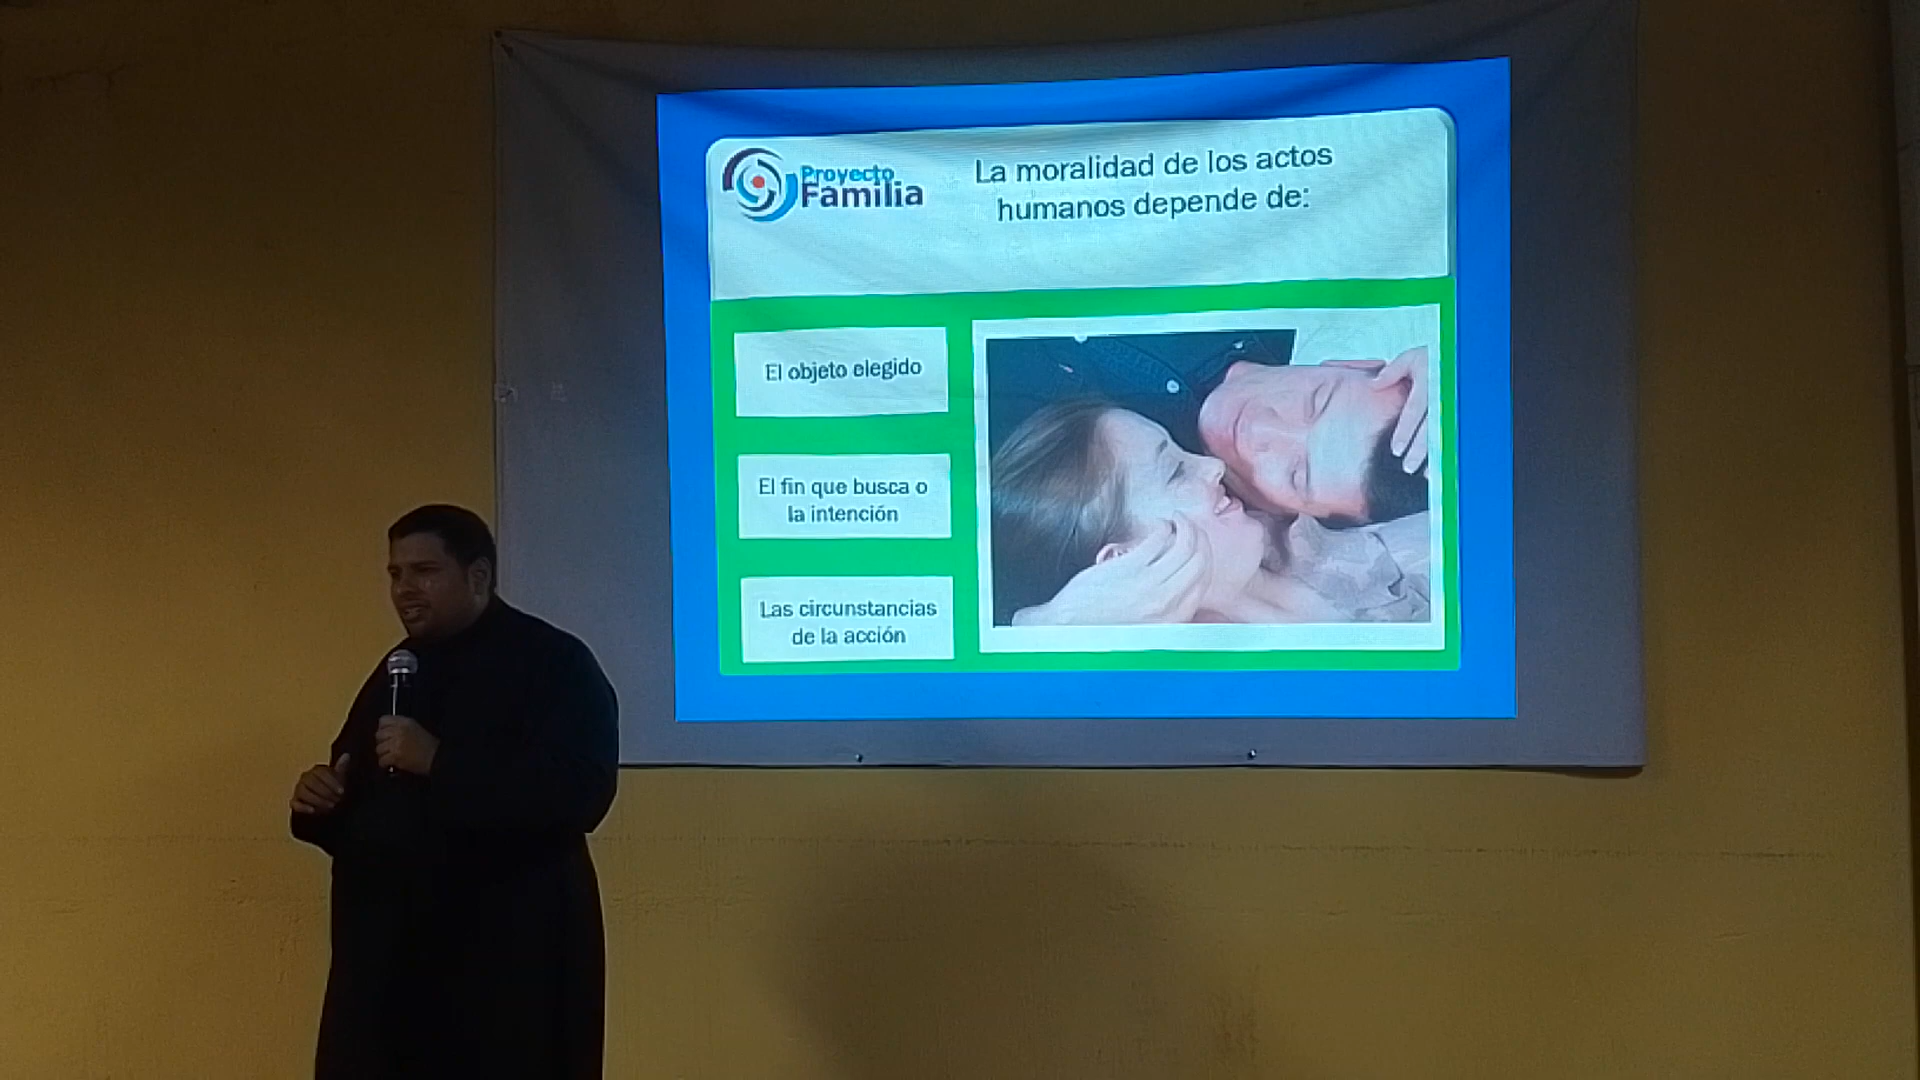 Proyecto
Familia
La moralidad de los actos
humanos depende de:
El objeto elegido
El fin que busca o
la intención
Las circunstancias
de la acción